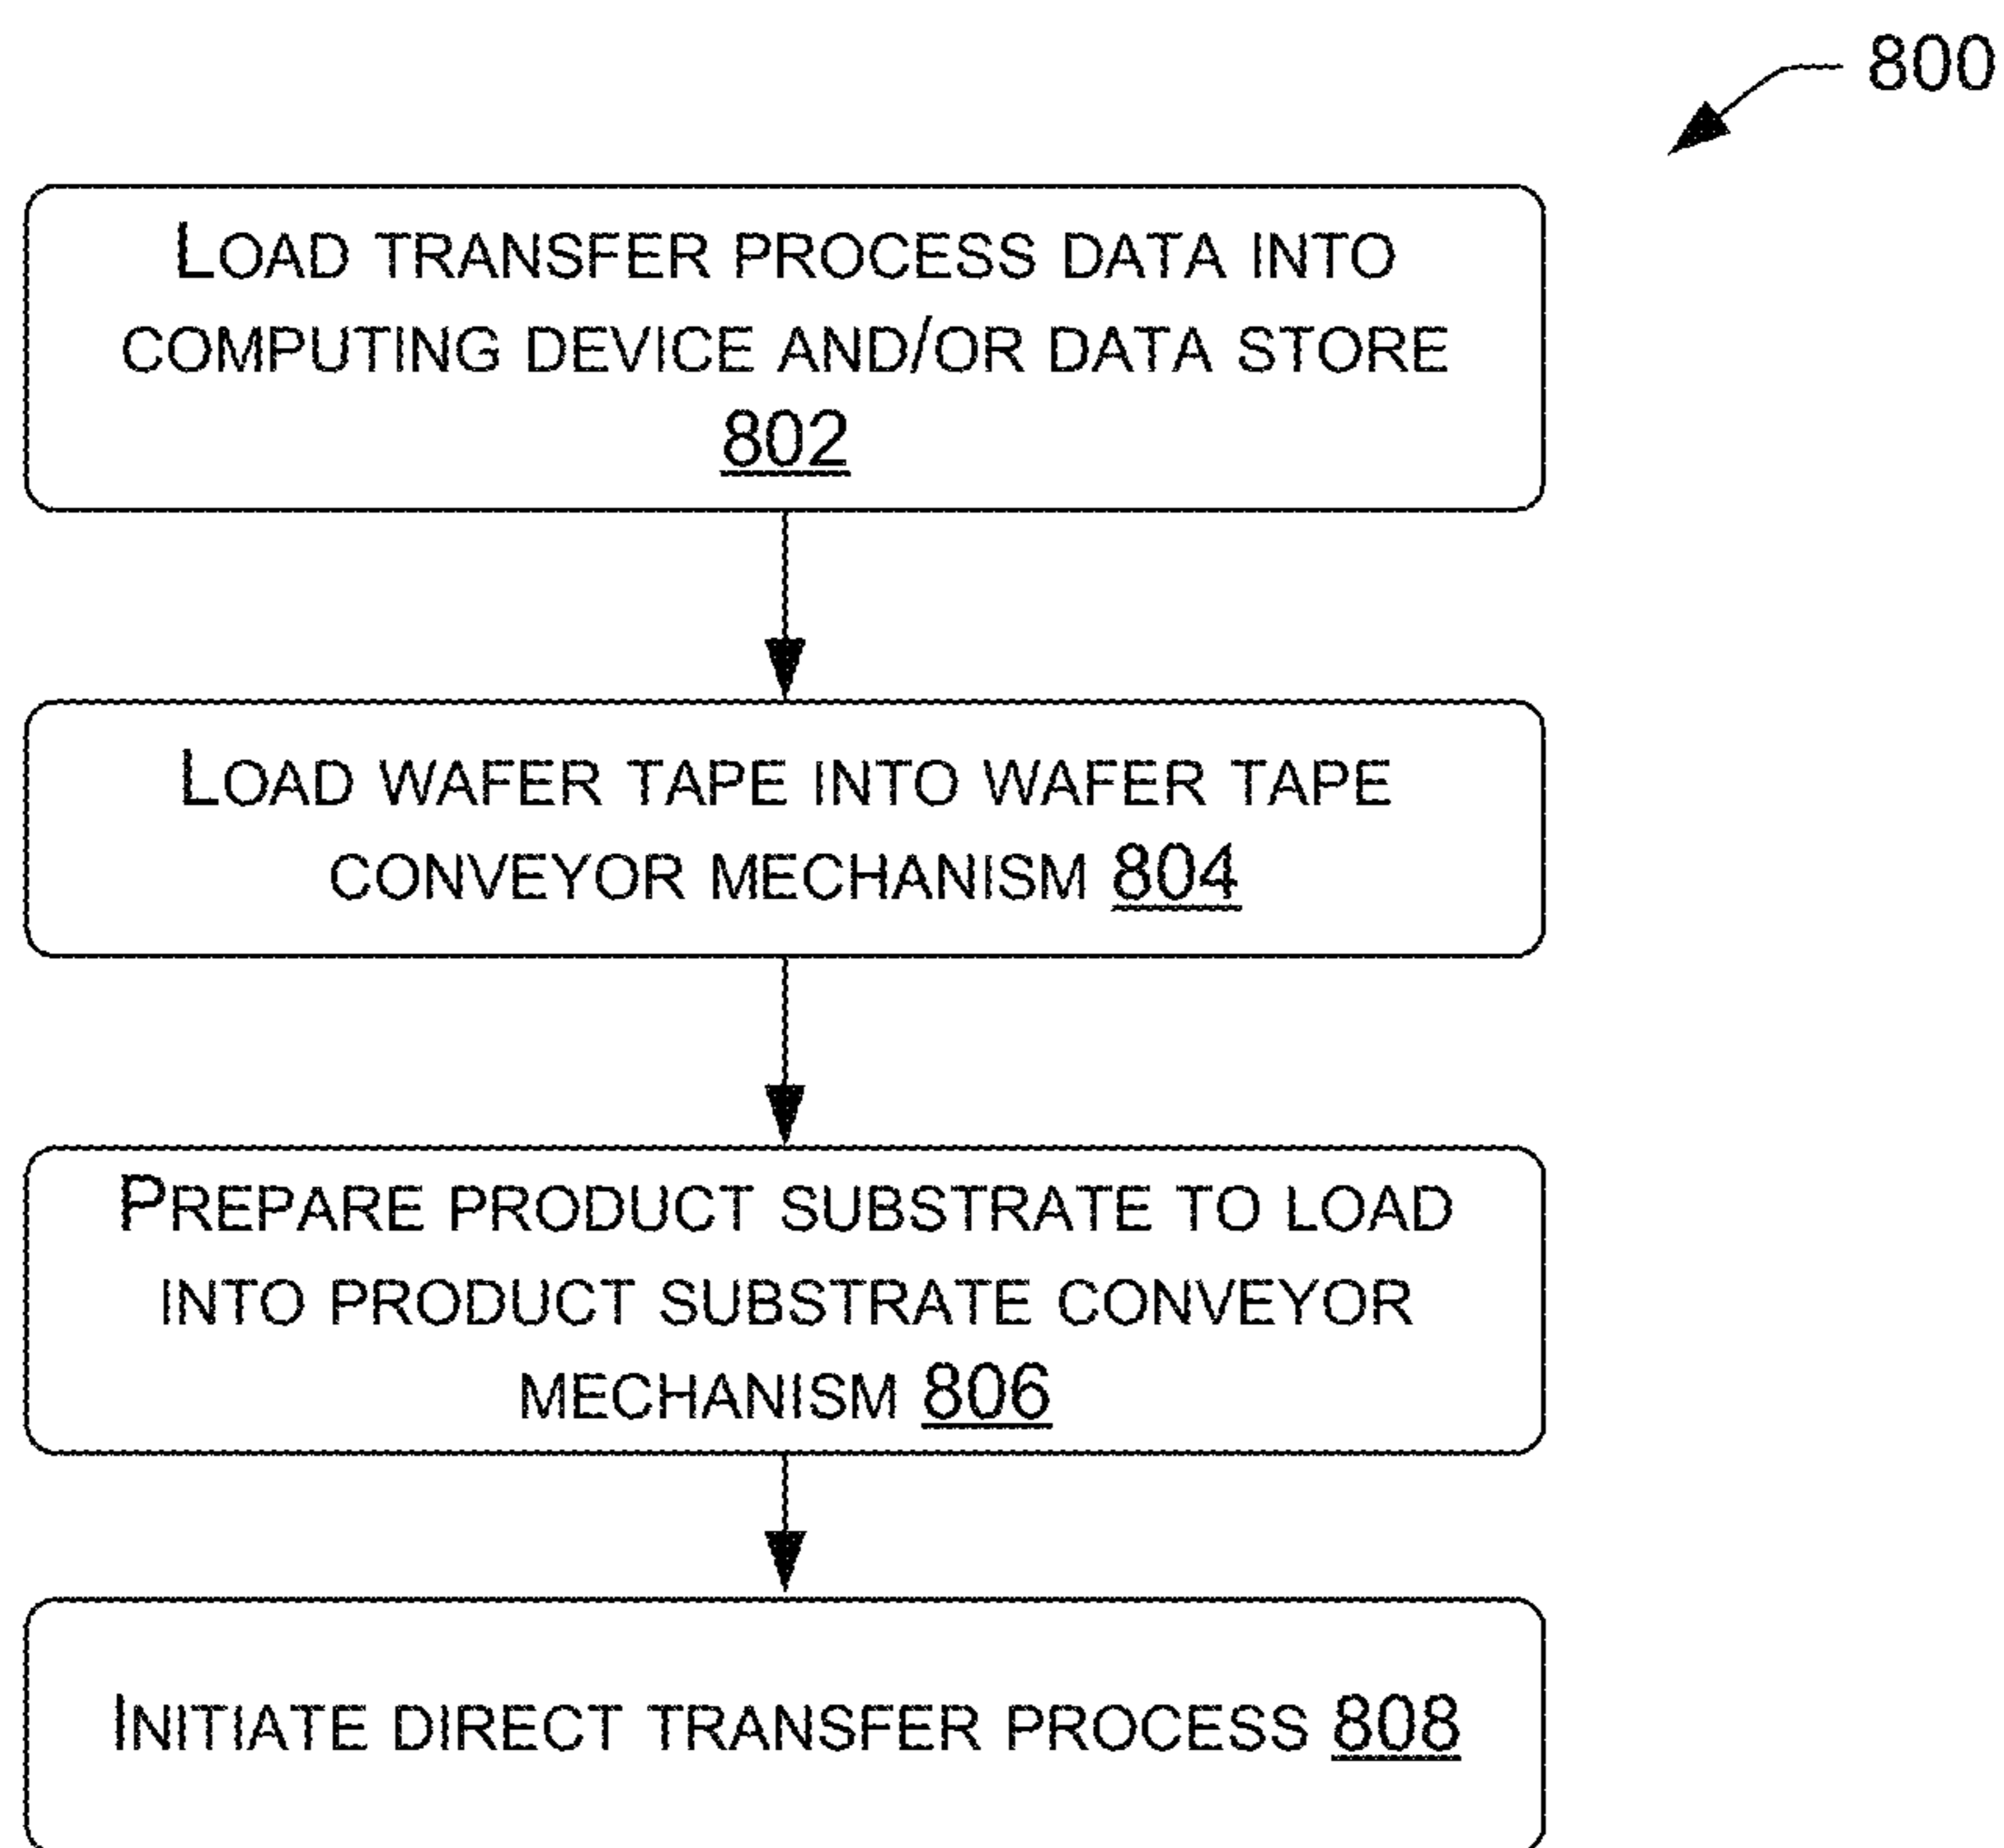 800
LOAD TRANSFER PROCESS DATA INTO
COMPUTING DEVICE AND/OR DATA STORE
802
LOAD WAFER TAPE INTO WAFER TAPE
CONVEYOR MECHANISM 804
PREPARE PRODUCT SUBSTRATE TO LOAD
INTO PRODUCT SUBSTRATE CONVEYOR
MECHANISM 806
INITIATE DIRECT TRANSFER PROCESS 808